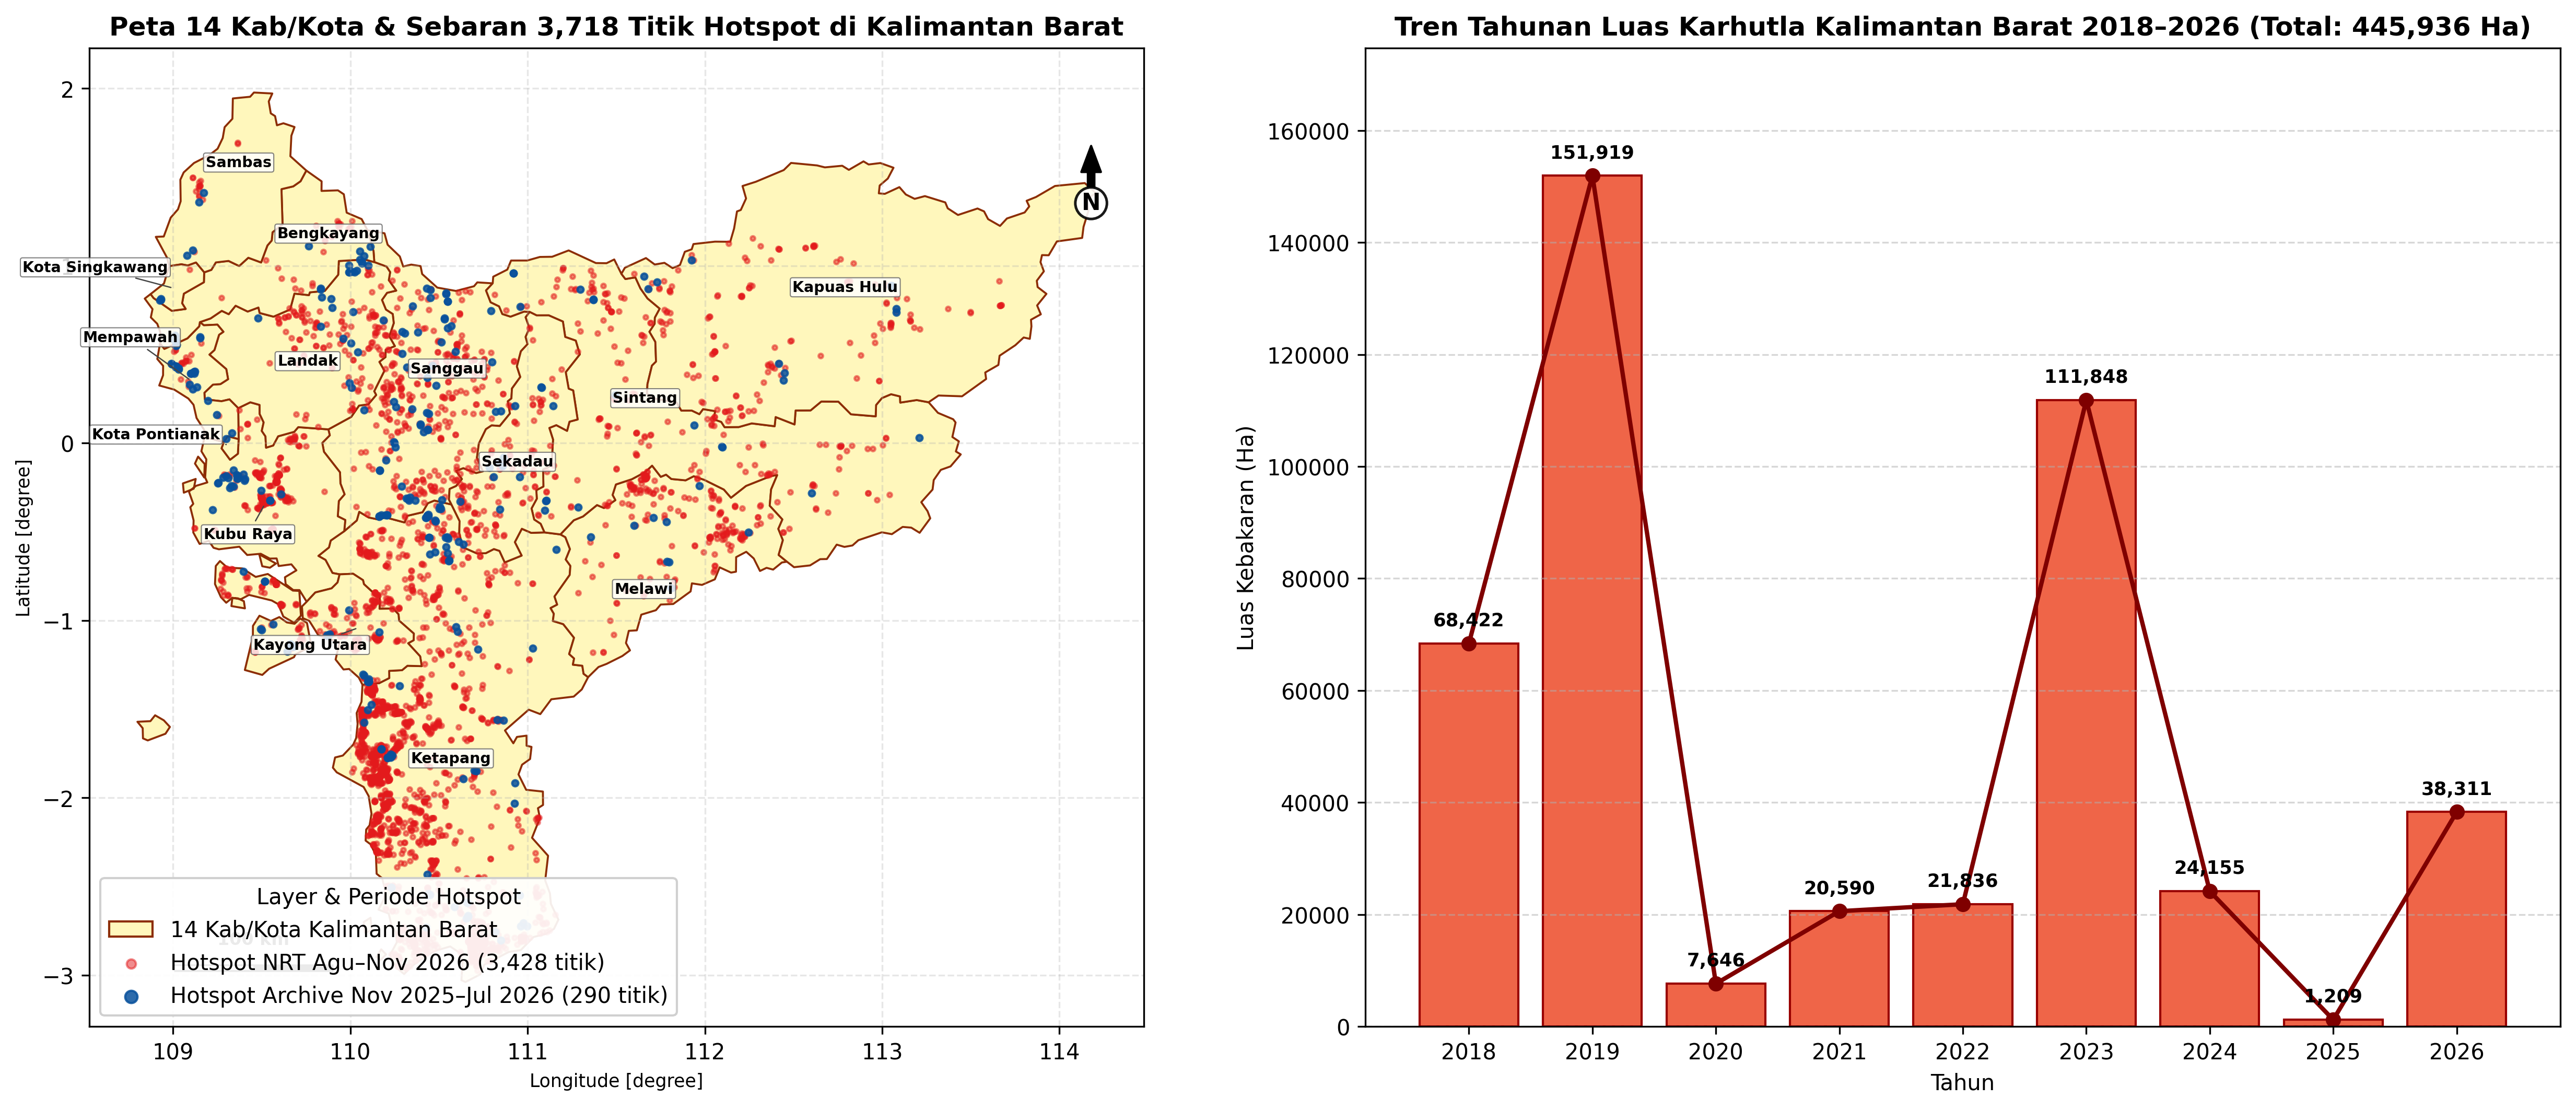 Peta 14 Kab/Kota & Sebaran 3,718 Titik Hotspot di Kalimantan Barat
2
0
−1
−2
−3
Latitude [degree]
109
110
111
112
113
114
Longitude [degree]
N
Sambas
Bengkayang
Kota Singkawang
Kapuas Hulu
Mempawah
Landak
Sanggau
Sintang
Kota Pontianak
Sekadau
Kubu Raya
Melawi
Kayong Utara
Ketapang
100 Km
Layer & Periode Hotspot
14 Kab/Kota Kalimantan Barat
Hotspot NRT Agu–Nov 2026 (3,428 titik)
Hotspot Archive Nov 2025–Jul 2026 (290 titik)
Tren Tahunan Luas Karhutla Kalimantan Barat 2018–2026 (Total: 445,936 Ha)
160000
140000
120000
100000
80000
60000
40000
20000
0
Luas Kebakaran (Ha)
68,422
151,919
7,646
20,590
21,836
111,848
24,155
1,209
38,311
2018
2019
2020
2021
2022
2023
2024
2025
2026
Tahun